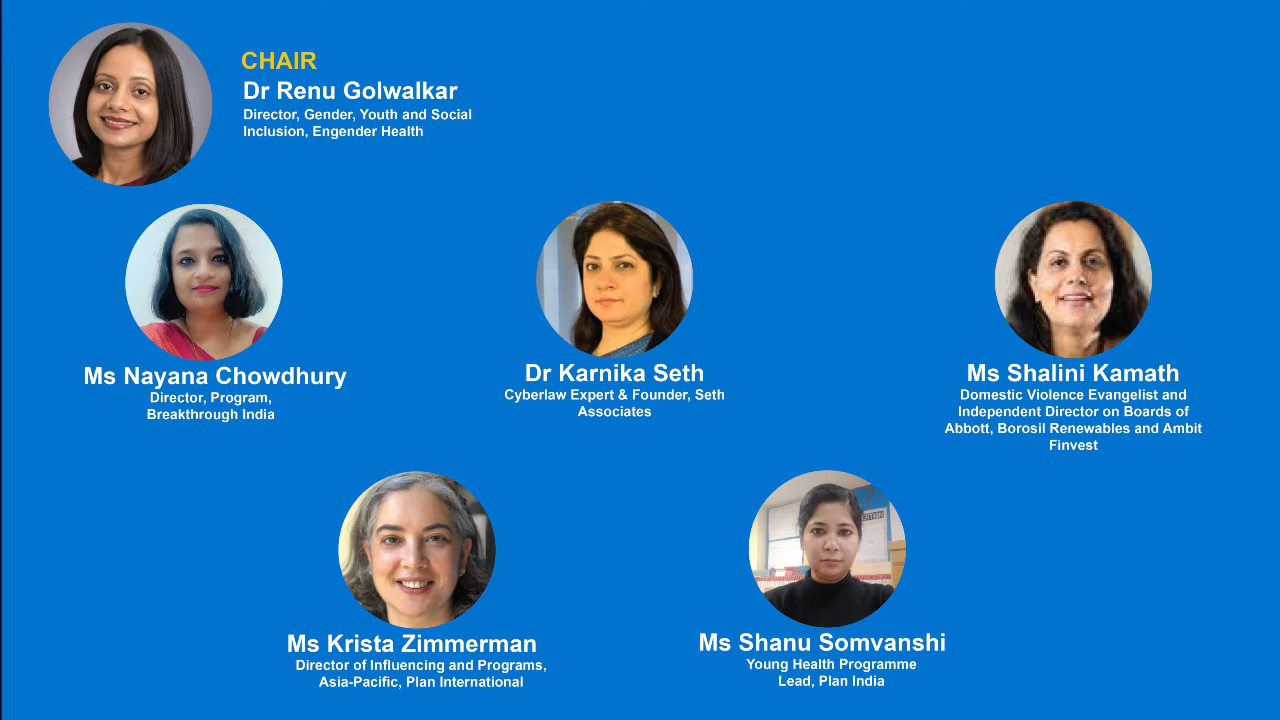 CHAIR
Dr Renu Golwalkar
Director, Gender, Youth and Social
Inclusion, Engender Health
Ms Nayana Chowdhury
Director, Program,
Breakthrough India
Dr Karnika Seth
Cyberlaw Expert & Founder, Seth
Associates
Ms Shalini Kamath
Domestic Violence Evangelist and
Independent Director on Boards of
Abbott, Borosil Renewables and Ambit
Finvest
Ms Krista Zimmerman
Director of Influencing and Programs,
Asia-Pacific, Plan International
Ms Shanu Somvanshi
Young Health Programme
Lead, Plan India